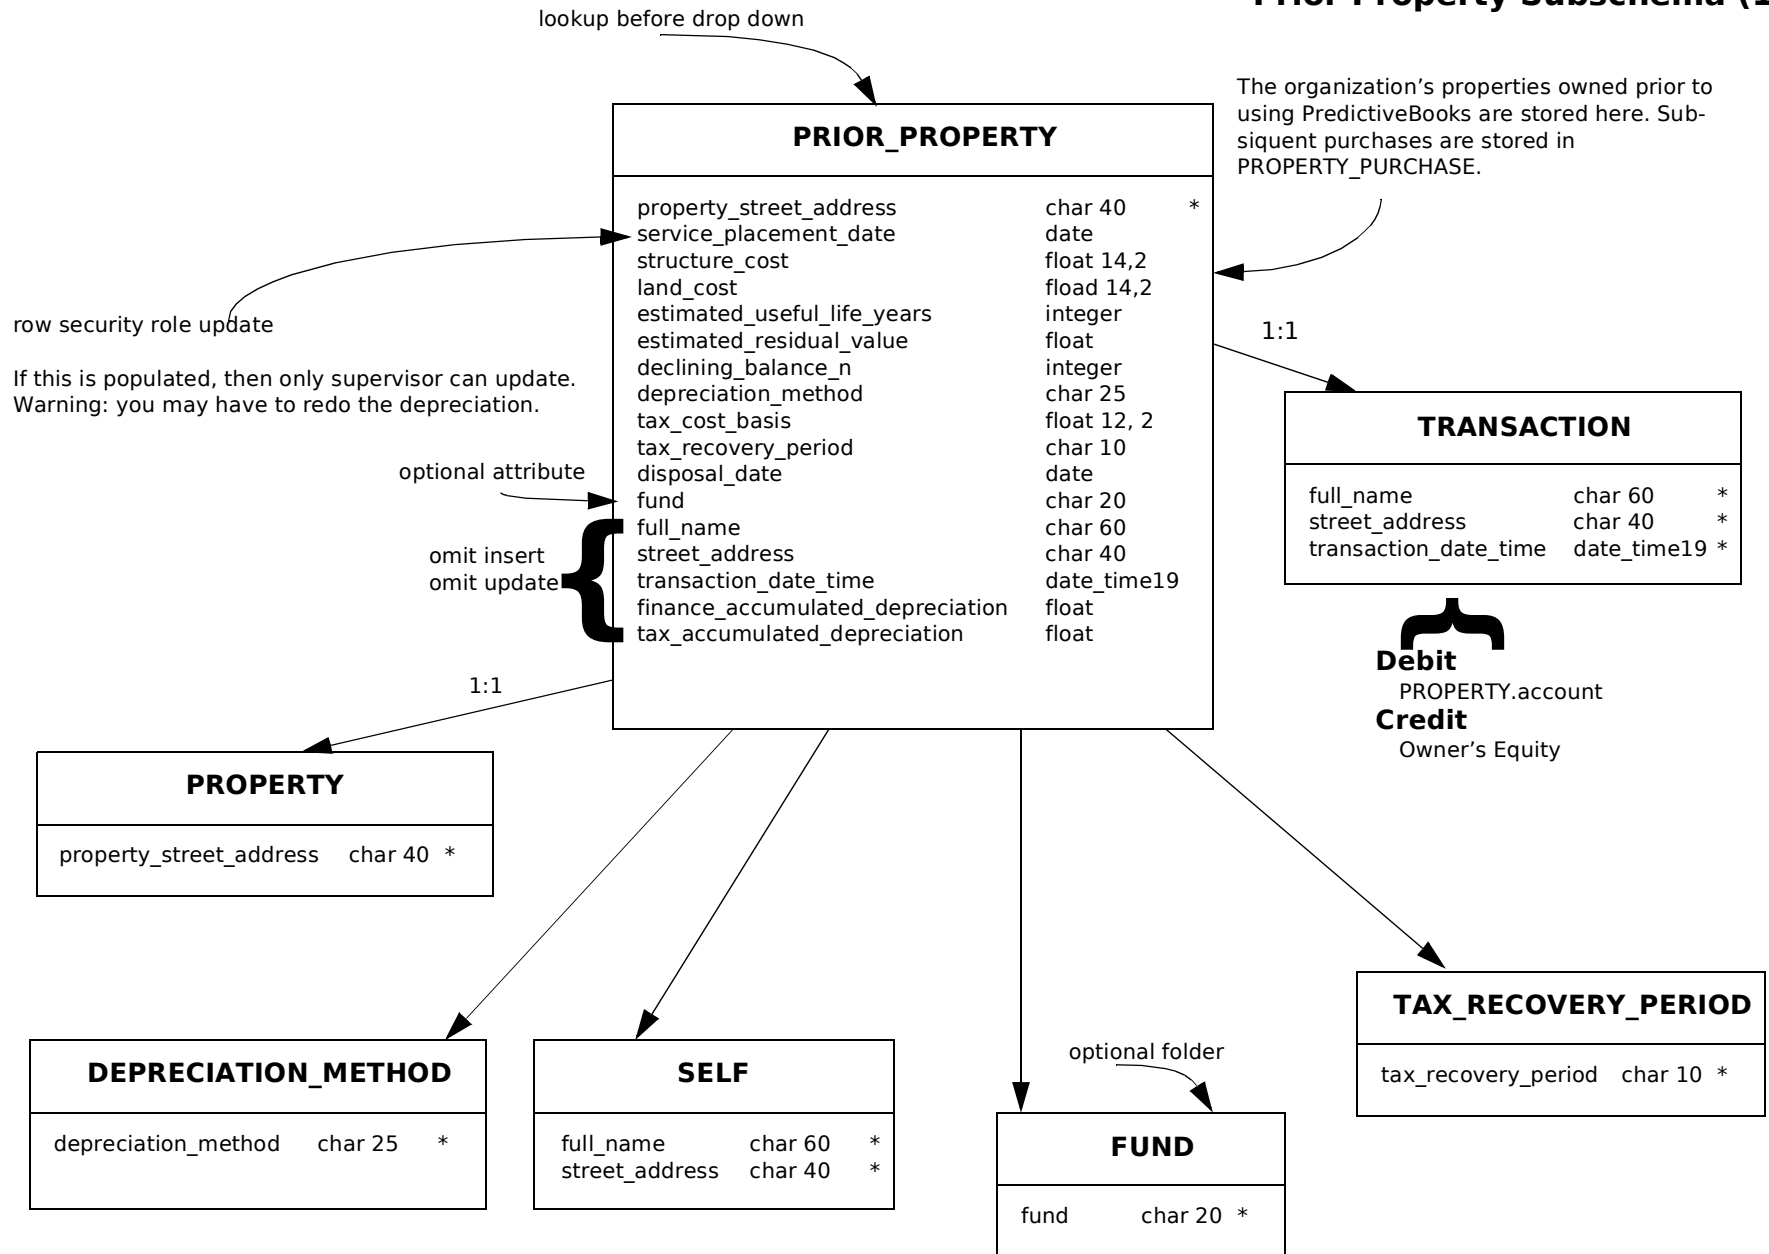 lookup before drop down
Prior Property Subschema (1
The organization’s properties owned prior to
using PredictiveBooks are stored here. Sub-
siquent purchases are stored in
PROPERTY_PURCHASE.
PRIOR_PROPERTY
property_street_address char 40 *
service_placement_date date
structure_cost float 14,2
land_cost fload 14,2
estimated_useful_life_years integer
estimated_residual_value float
declining_balance_n integer
depreciation_method char 25
tax_cost_basis float 12, 2
tax_recovery_period char 10
disposal_date date
fund char 20
full_name char 60
street_address char 40
transaction_date_time date_time19
finance_accumulated_depreciation float
tax_accumulated_depreciation float
row security role update
If this is populated, then only supervisor can update.
Warning: you may have to redo the depreciation.
optional attribute
omit insert
omit update
{
1:1
TRANSACTION
full_name char 60 *
street_address char 40 *
transaction_date_time date_time19 *
{
Debit
PROPERTY.account
Credit
Owner’s Equity
1:1
PROPERTY
property_street_address char 40 *
DEPRECIATION_METHOD
depreciation_method char 25 *
SELF
full_name char 60 *
street_address char 40 *
optional folder
FUND
fund char 20 *
TAX_RECOVERY_PERIOD
tax_recovery_period char 10 *